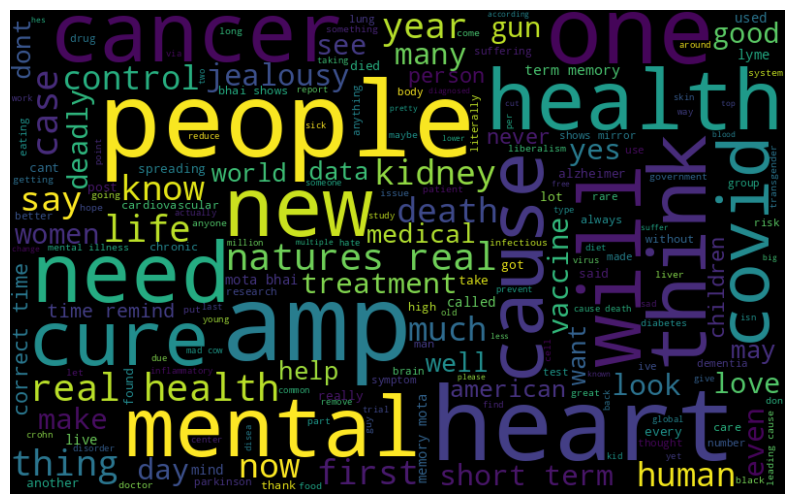 cancer
one
people
health
new
need
amp
cure
mental
heart
cause
will
think
covid
year
gun
good
dont
control
jealousy
see
many
case
deadly
person
term memory
lyme
used
bhai shows
died
suffering
drug
long
lung
something
according
hes
come
around
via
taking
two
work
report
anything
body
pretty
literally
reduce
sick
maybe
lower
never
shows mirror
diagnosed
per
cut
skin
way
top
system
eating
cant
getting
spreading
world
data
kidney
yes
liberalism
use
blood
say
know
post
going
cardiovascular
someone
issue
patient
alzheimer
government
group
transgender
better
hope
actually
anyone
death
lot
rare
free
risk
women
life
mental illness
chronic
study
medical
infectious
type
always
without
suffer
million
multiple
hate
natures real
mota bhai
research
treatment
take
got
diet
virus
made
said
liver
big
isn
prevent
vaccine
children
sad
correct time
time remind
put
last
young
high
old
called
cause death
diabetes
less
much
mad cow
low
man
cell
want
test
ive
dementia
may
due
inflammatory
brain
well
please
known
real health
help
symptom
american
great
look
give
love
don
let
found
common
remove
find
back
global
care
make
really
trial
part
guy
memory mota
every
thought
number
yet
even
crohn
live
disorder
center
disea
kid
black
leading cause
thing
day
mind
now
first
short term
human
another
doctor
parkinson
thank
food
change
point